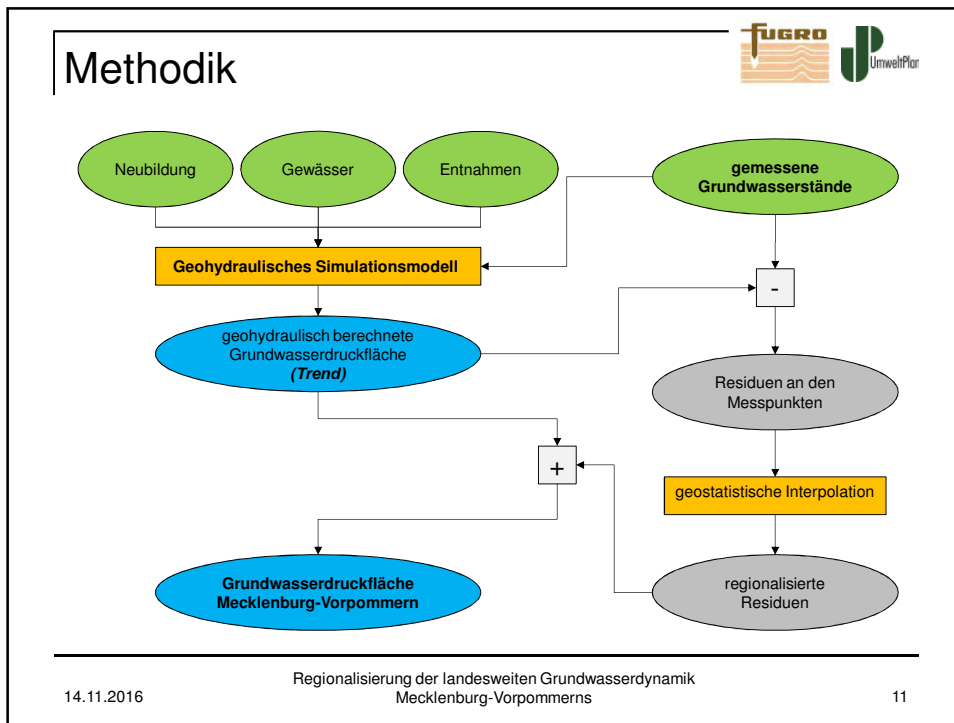 Methodik
FUGRO
UmweltPlan
Neubildung
Gewässer
Entnahmen
gemessene
Grundwasserstände
Geohydraulisches Simulationsmodell
-
geohydraulisch berechnete
Grundwasserdruckfläche
(Trend)
Residuen an den
Messpunkten
+
geostatistische Interpolation
Grundwasserdruckfläche
Mecklenburg-Vorpommern
regionalisierte
Residuen
14.11.2016
Regionalisierung der landesweiten Grundwasserdynamik
Mecklenburg-Vorpommerns
11